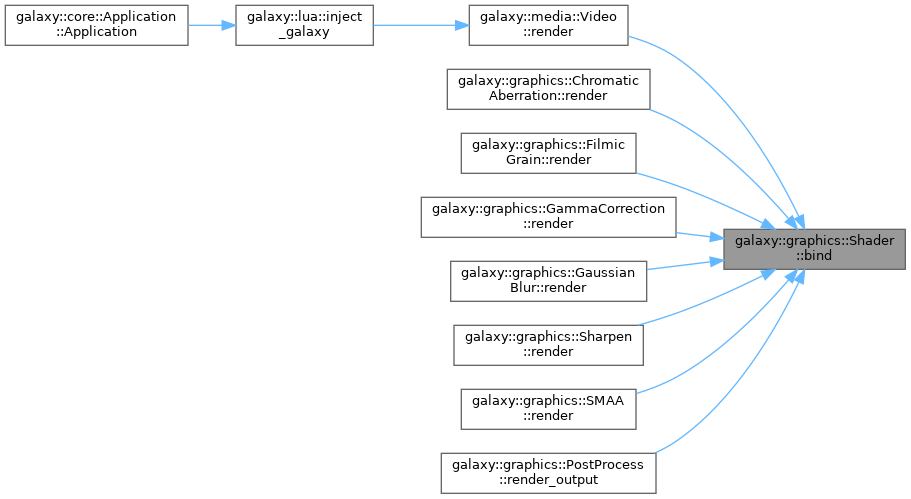 galaxy::core::Application
::Application
galaxy::lua::inject
_galaxy
galaxy::media::Video
::render
galaxy::graphics::Chromatic
Aberration::render
galaxy::graphics::Filmic
Grain::render
galaxy::graphics::GammaCorrection
::render
galaxy::graphics::Shader
::bind
galaxy::graphics::Gaussian
Blur::render
galaxy::graphics::Sharpen
::render
galaxy::graphics::SMAA
::render
galaxy::graphics::PostProcess
::render_output